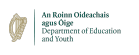 An Roinn Oideachais
agus Óige
Department of Education
and Youth